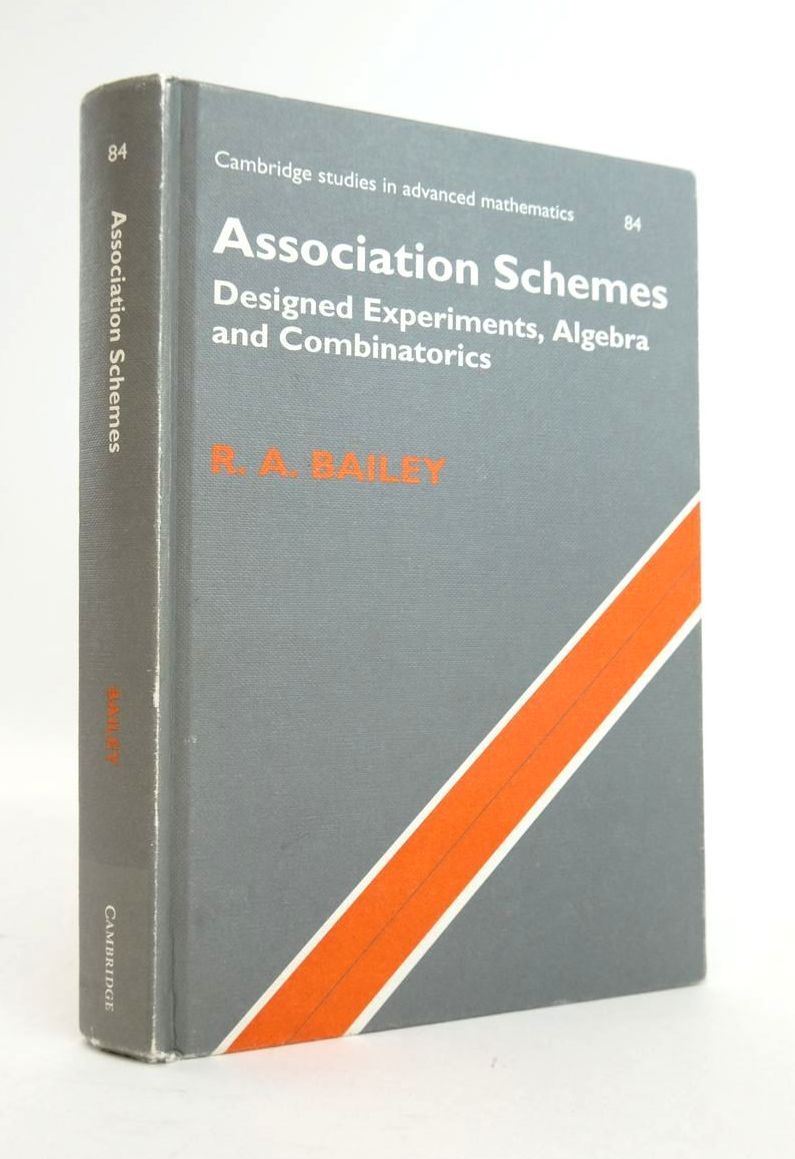 84
Association Schemes
BAILEY
CAMBRIDGE
Cambridge studies in advanced mathematics 84
Association Schemes
Designed Experiments, Algebra
and Combinatorics
R. A. BAILEY